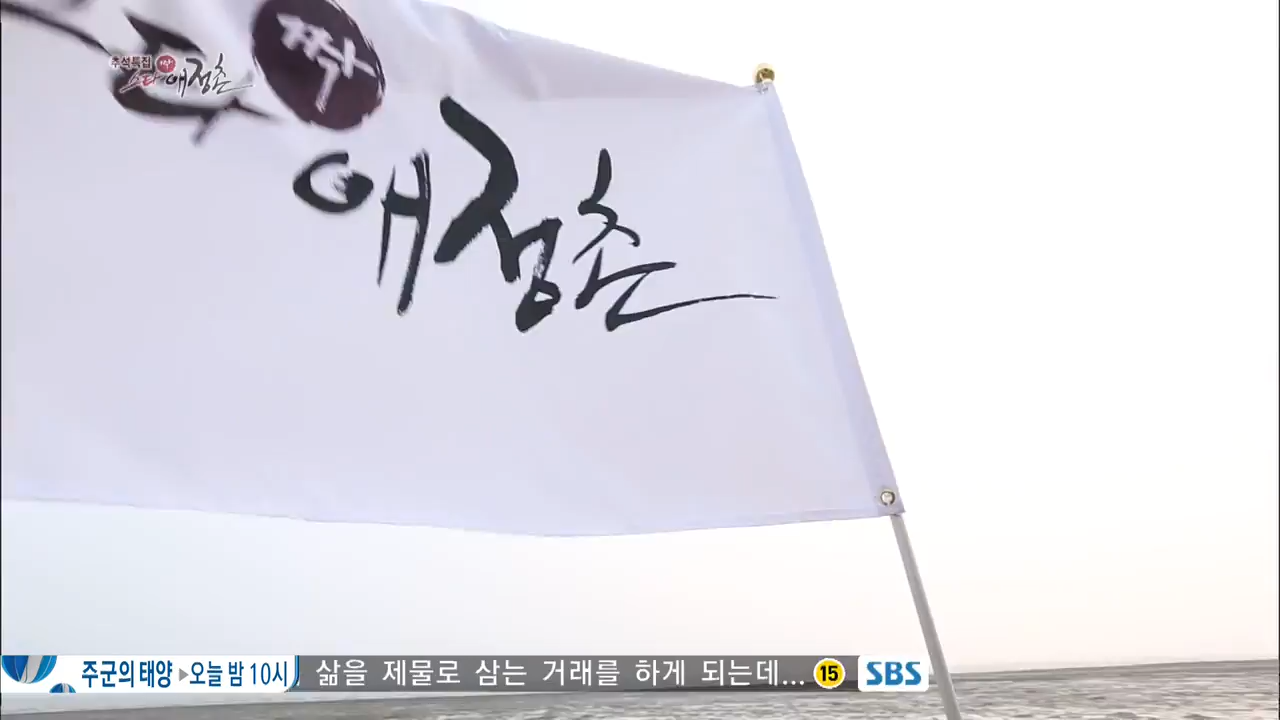 추석특집
스타 짝 애정촌
짝
애정촌
주군의 태양 ▶오늘 밤 10시
삶을 제물로 삼는 거래를 하게 되는데...
15
SBS